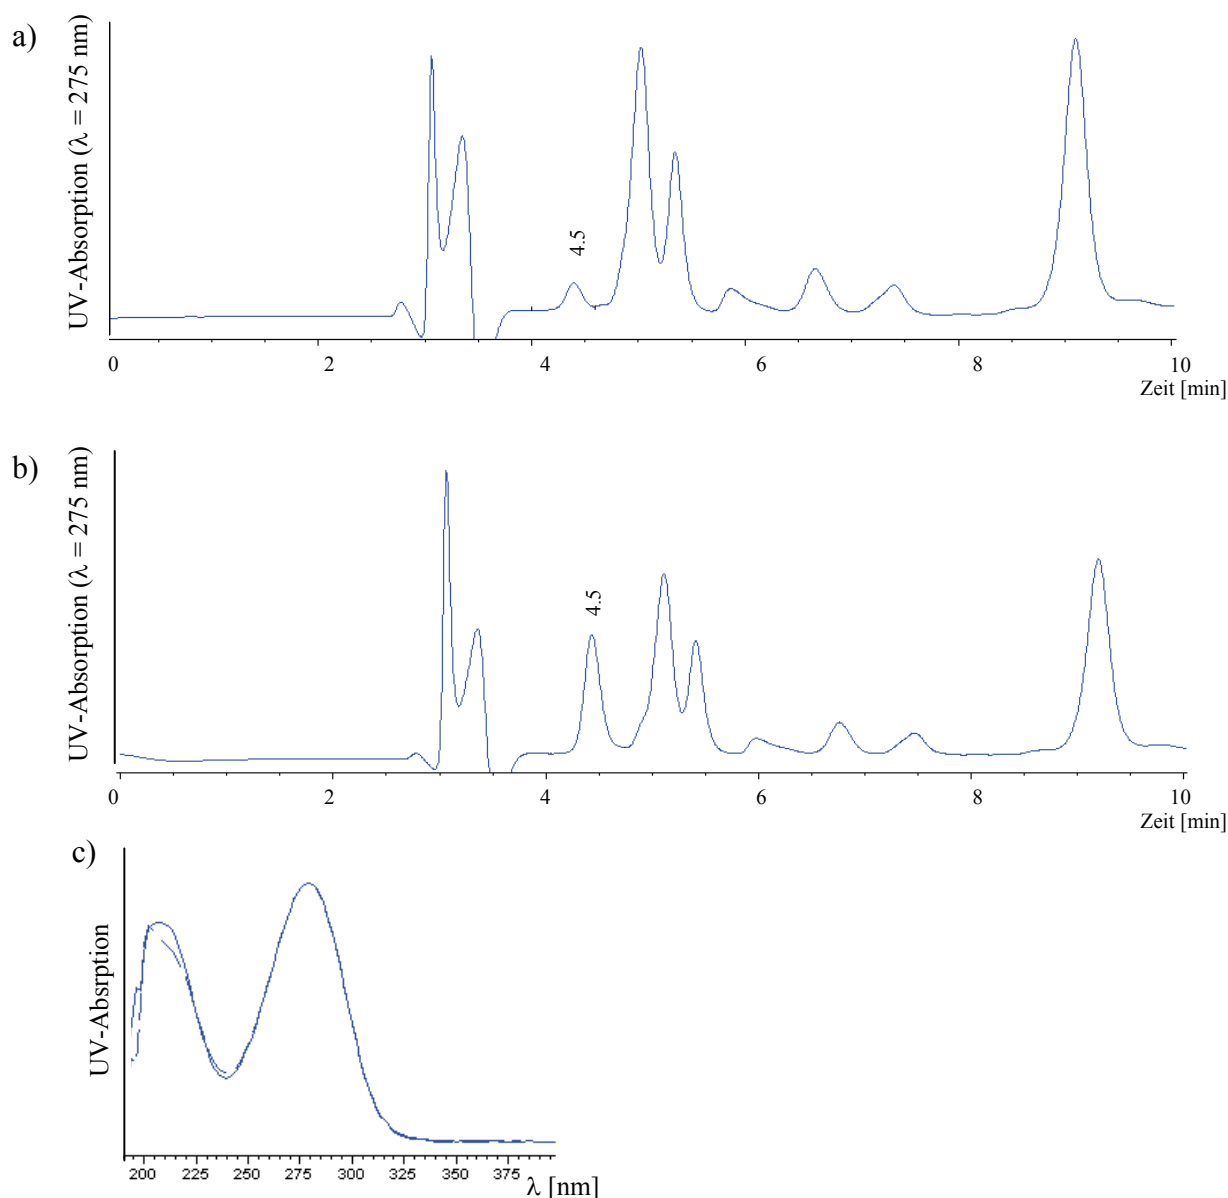 a)
UV-Absorption (λ = 275 nm)
4.5
0 2 4 6 8 10
Zeit [min]
b)
UV-Absorption (λ = 275 nm)
4.5
0 2 4 6 8 10
Zeit [min]
c)
UV-Absrption
200 225 250 275 300 325 350 375
λ [nm]